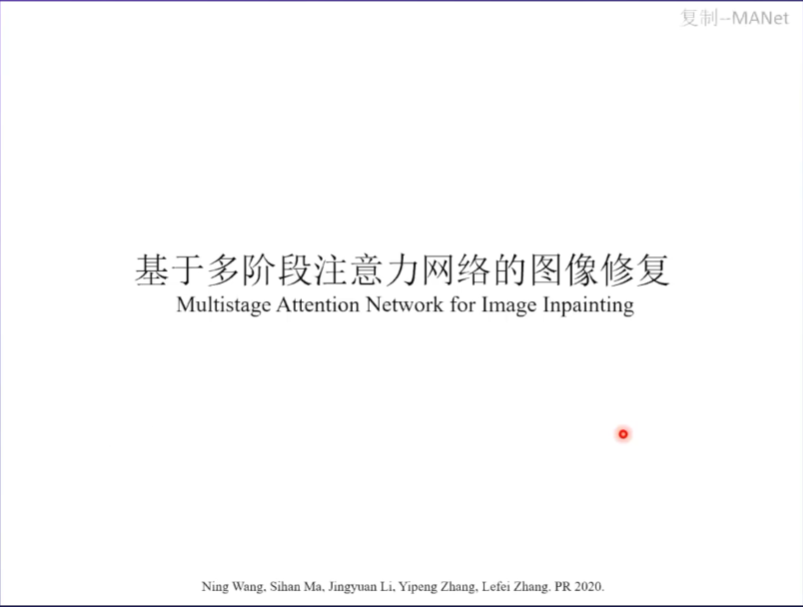 复制--MANet
基于多阶段注意力网络的图像修复
Multistage Attention Network for Image Inpainting
Ning Wang, Sihan Ma, Jingyuan Li, Yipeng Zhang, Lefei Zhang. PR 2020.